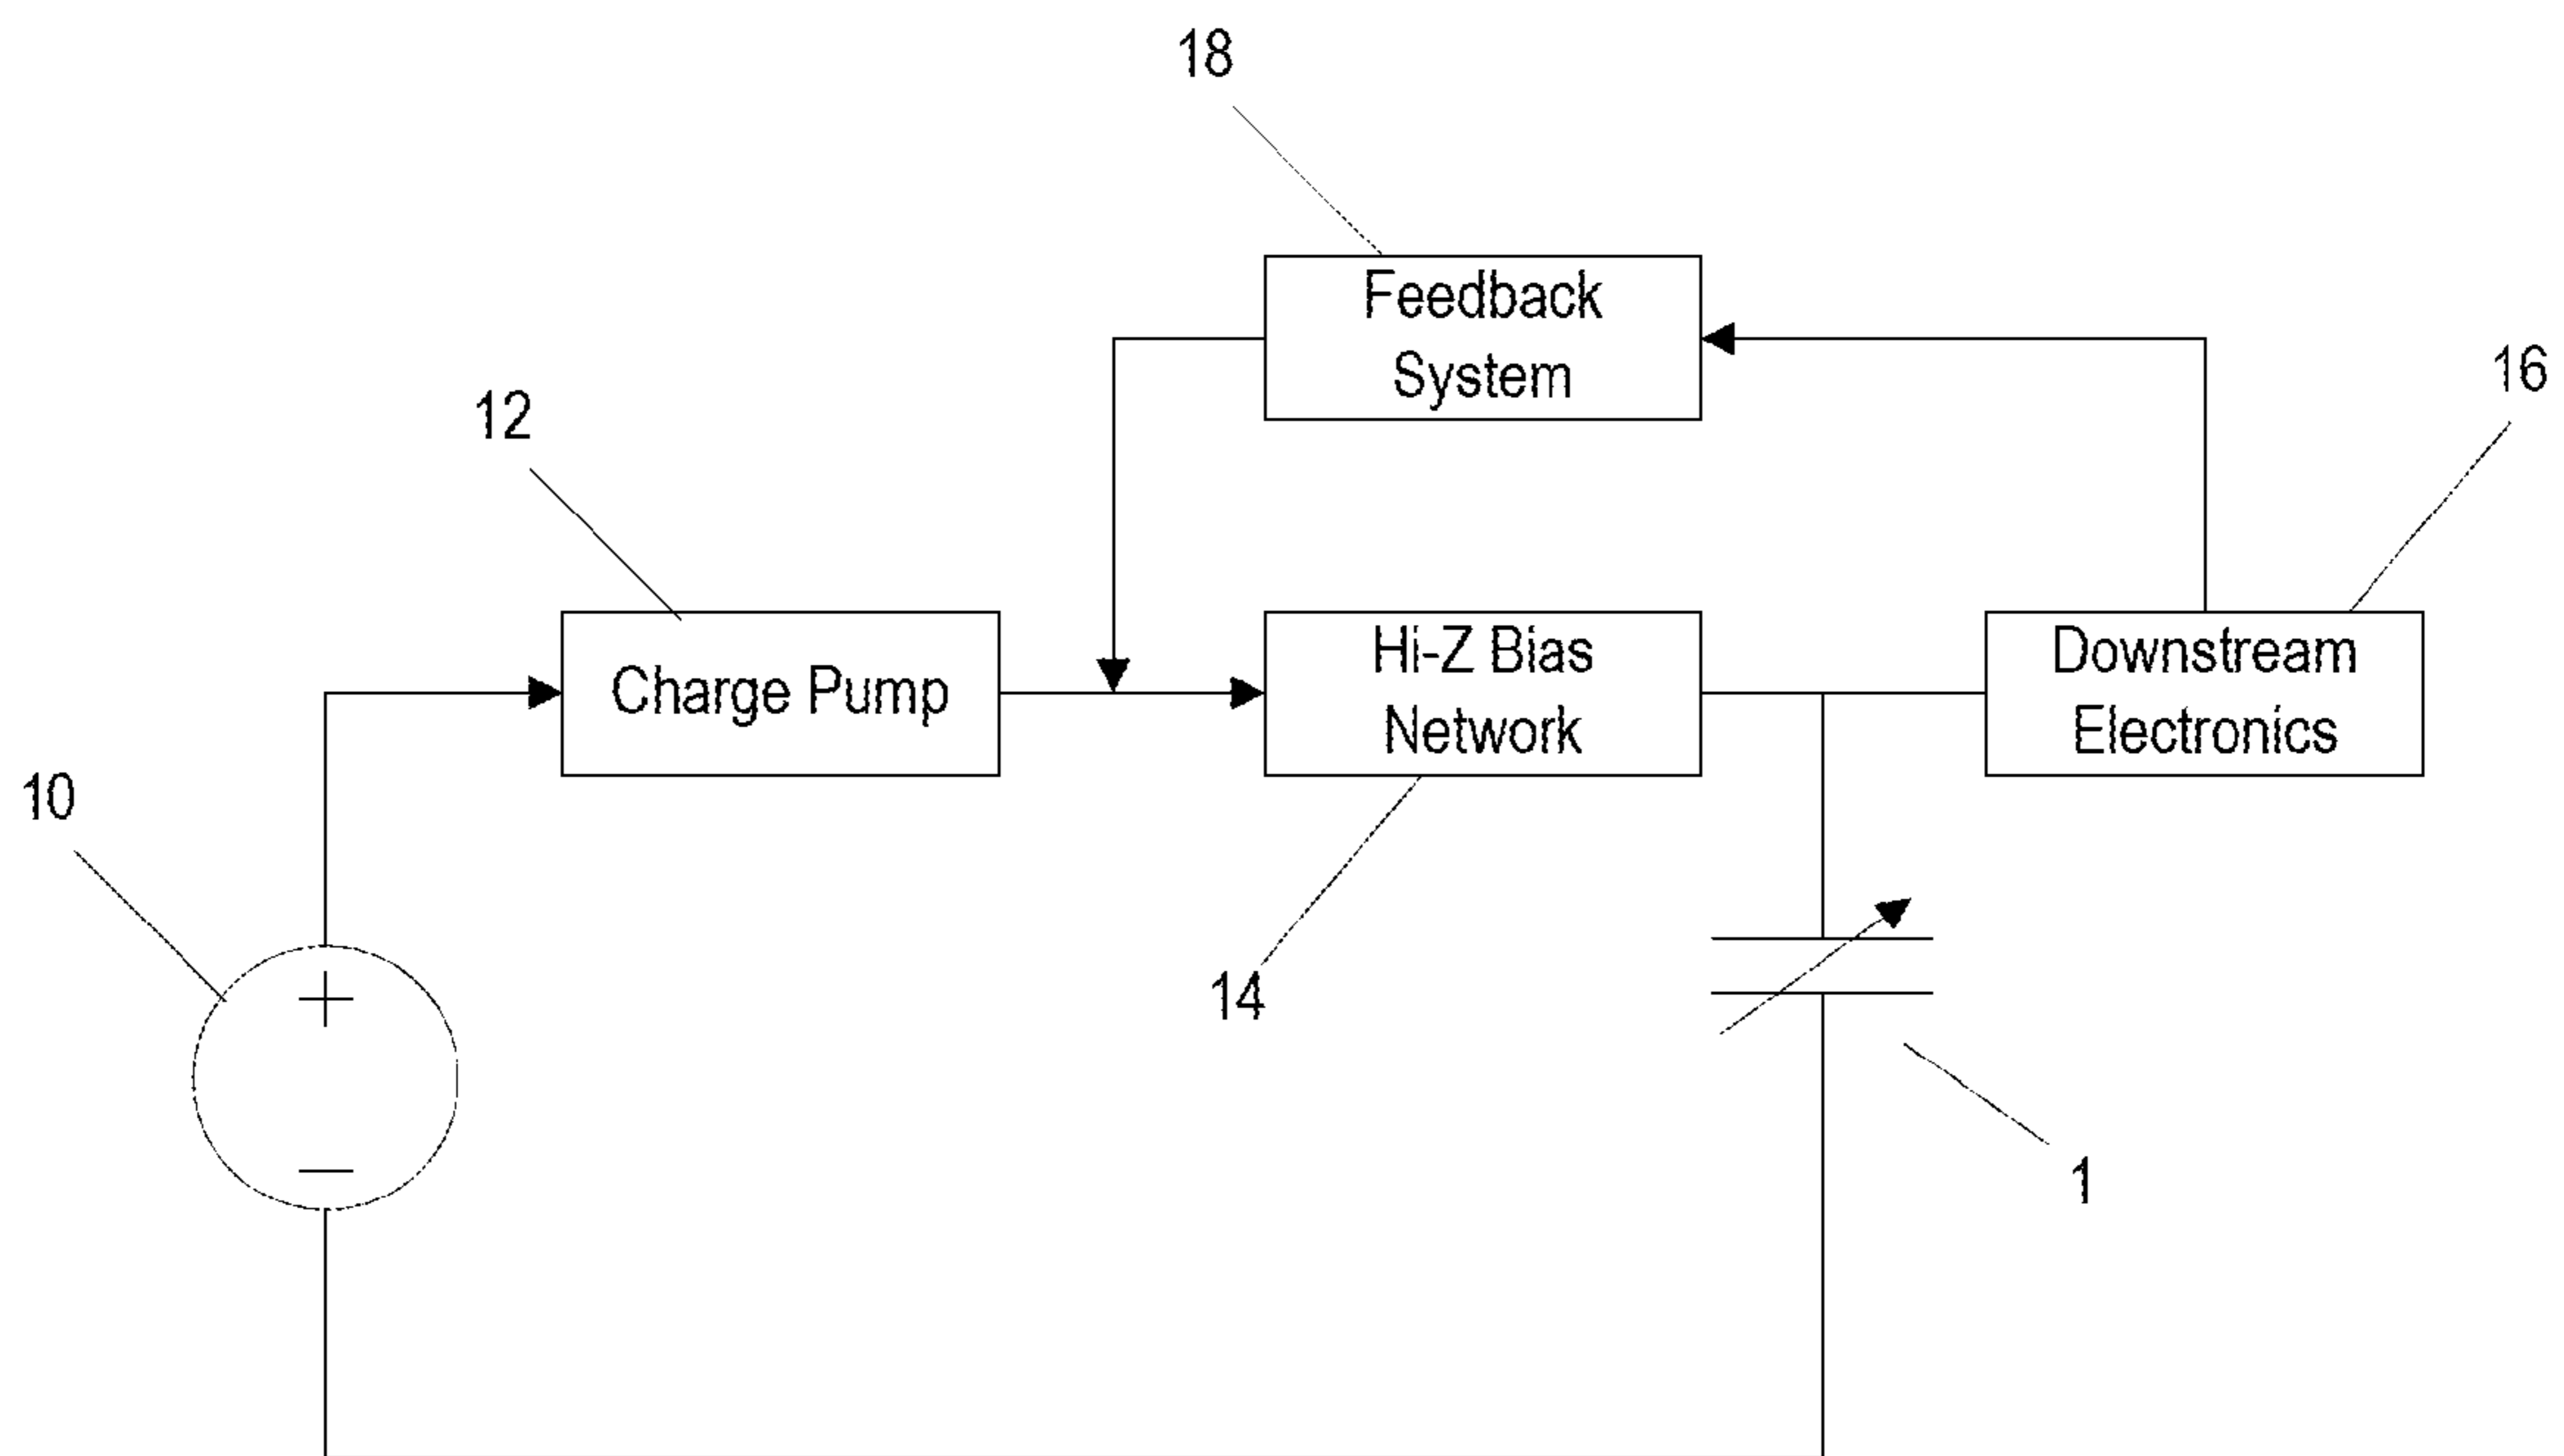 18
Feedback
System
16
12
Charge Pump
Hi-Z Bias
Network
Downstream
Electronics
10
+
−
14
1